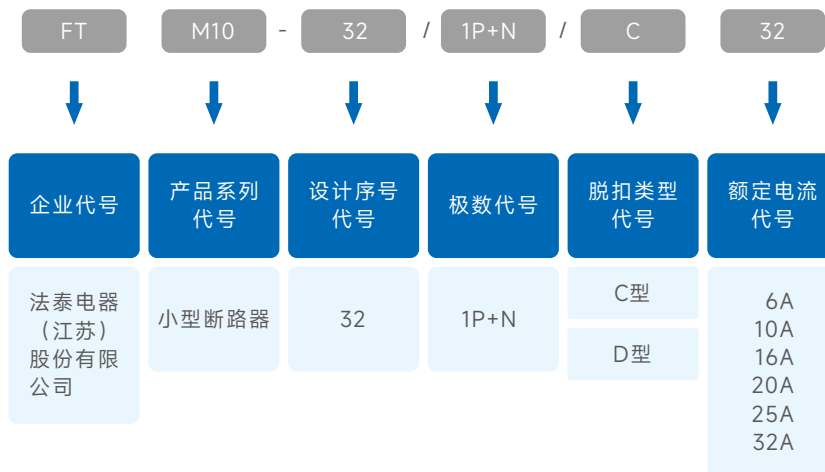 FT M10 - 32 / 1P+N / C 32
企业代号
产品系列
代号
设计序号
代号
极数代号
脱扣类型
代号
额定电流
代号
法泰电器
（江苏）
股份有限
公司
小型断路器
32
1P+N
C型
D型
6A
10A
16A
20A
25A
32A